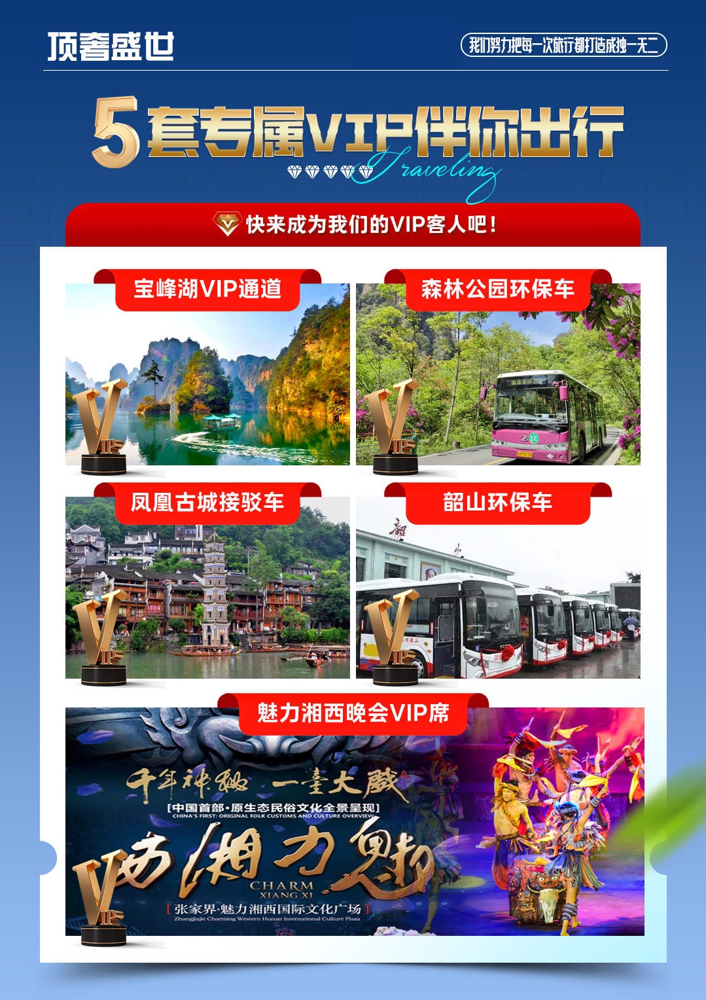 顶奢盛世
我们努力把每一次旅行都打造成独一无二
5套专属VIP伴你出行
Traveling
快来成为我们的VIP客人吧！
宝峰湖VIP通道
森林公园环保车
VIP
VIP
凤凰古城接驳车
韶山环保车
韶山
VIP
VIP
魅力湘西晚会VIP席
千年神秘 一台大戏
[中国首部·原生态民俗文化全景呈现]
CHINA'S FIRST: ORIGINAL FOLK CUSTOMS AND CULTURE OVERVIEW
西湘力魅
CHARM
XIANG XI
[张家界·魅力湘西国际文化广场]
Zhangjiajie Charming Western Hunan International Culture Plaza
VIP